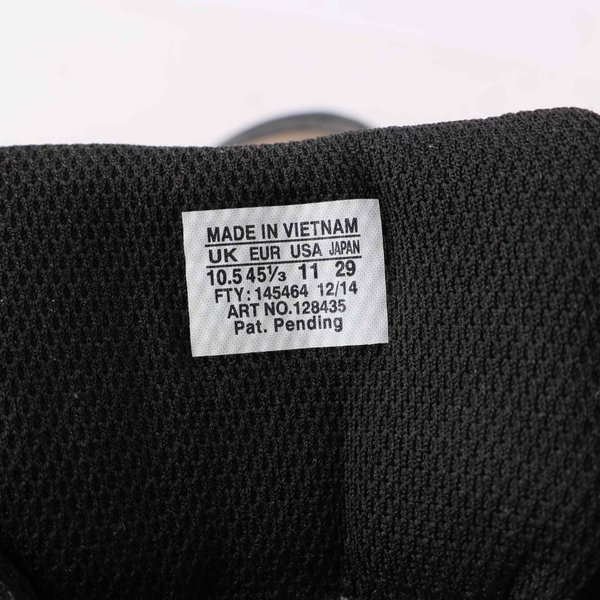 MADE IN VIETNAM
UK EUR USA JAPAN
10.5 45⅓ 11 29
FTY: 145464 12/14
ART NO.128435
Pat. Pending